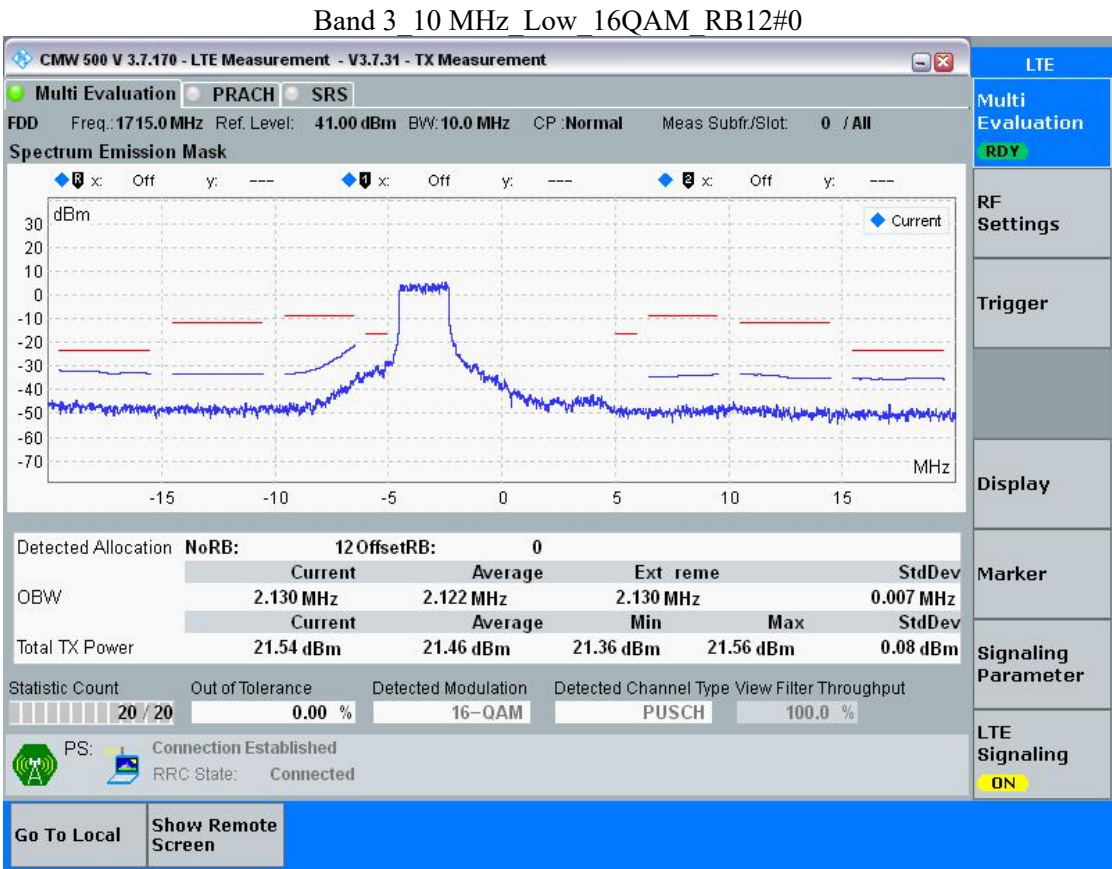 Band 3_10 MHz_Low_16QAM_RB12#0
CMW 500 V 3.7.170 - LTE Measurement - V3.7.31 - TX Measurement
LTE
Multi Evaluation PRACH SRS
Multi Evaluation
RDY
FDD Freq.: 1715.0 MHz Ref. Level: 41.00 dBm BW: 10.0 MHz CP : Normal Meas Subfr./Slot: 0 / All
Spectrum Emission Mask
R x: Off y: --- 1 x: Off y: --- 2 x: Off y: ---
dBm
Current
30
20
10
0
-10
-20
-30
-40
-50
-60
-70
MHz
-15 -10 -5 0 5 10 15
RF
Settings
Trigger
Display
Marker
Signaling
Parameter
LTE
Signaling
ON
Detected Allocation NoRB: 12 OffsetRB: 0
Current Average Ext reme StdDev
OBW 2.130 MHz 2.122 MHz 2.130 MHz 0.007 MHz
Current Average Min Max StdDev
Total TX Power 21.54 dBm 21.46 dBm 21.36 dBm 21.56 dBm 0.08 dBm
Statistic Count Out of Tolerance Detected Modulation Detected Channel Type View Filter Throughput
20 / 20 0.00 % 16-QAM PUSCH 100.0 %
PS: Connection Established
RRC State: Connected
Go To Local
Show Remote
Screen